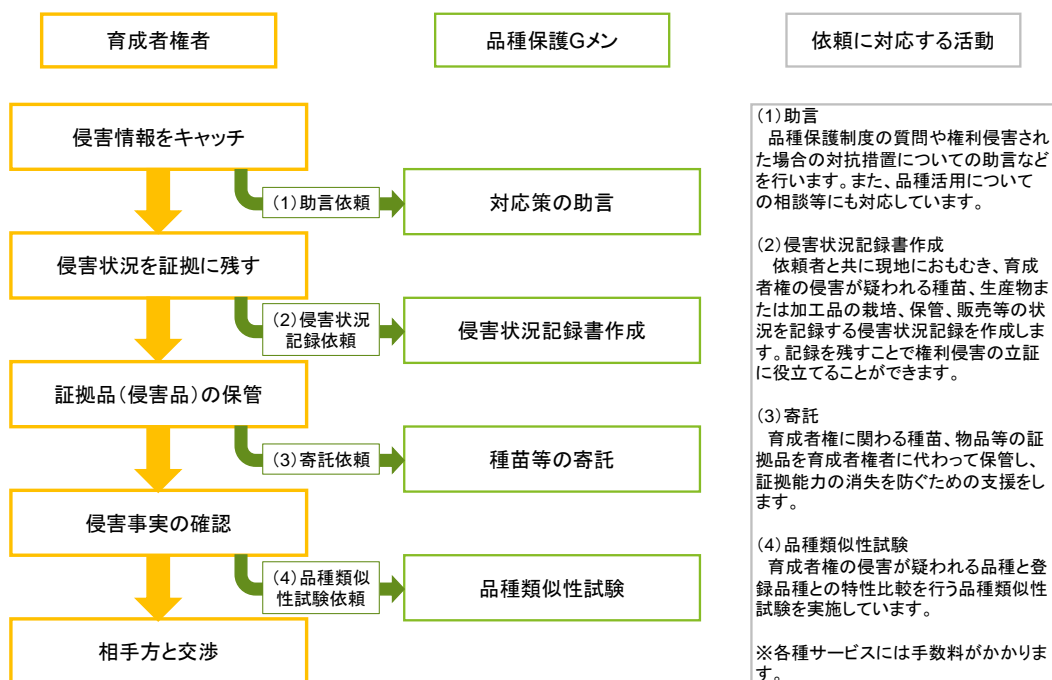 育成者権者
品種保護Gメン
依頼に対応する活動
侵害情報をキャッチ
(1)助言依頼
対応策の助言
侵害状況を証拠に残す
(2)侵害状況
記録依頼
侵害状況記録書作成
証拠品(侵害品)の保管
(3)寄託依頼
種苗等の寄託
侵害事実の確認
(4)品種類似
性試験依頼
品種類似性試験
相手方と交渉
(1)助言
品種保護制度の質問や権利侵害され
た場合の対抗措置についての助言など
を行います。また、品種活用について
の相談等にも対応しています。
(2)侵害状況記録書作成
依頼者と共に現地におもむき、育成
者権の侵害が疑われる種苗、生産物ま
たは加工品の栽培、保管、販売等の状
況を記録する侵害状況記録を作成しま
す。記録を残すことで権利侵害の立証
に役立てることができます。
(3)寄託
育成者権に関わる種苗、物品等の証
拠品を育成者権者に代わって保管し、
証拠能力の消失を防ぐための支援をし
ます。
(4)品種類似性試験
育成者権の侵害が疑われる品種と登
録品種との特性比較を行う品種類似性
試験を実施しています。
※各種サービスには手数料がかかりま
す。